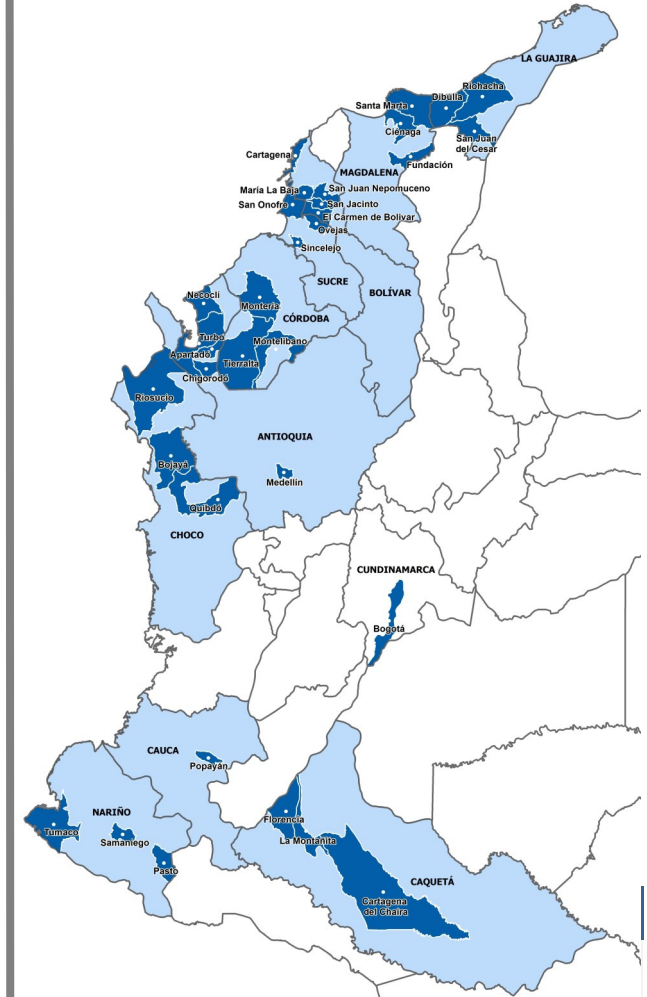 LA GUAJIRA
Riohacha
Dibulla
Santa Marta
Ciénaga
San Juan
del Cesar
Cartagena
Fundación
MAGDALENA
María La Baja
San Juan Nepomuceno
San Onofre
San Jacinto
El Carmen de Bolivar
Ovejas
Sincelejo
SUCRE
BOLÍVAR
Necoclí
Montería
CÓRDOBA
Turbo
Montelíbano
Apartadó
Tierralta
Chigorodó
Riosucio
ANTIOQUIA
Bojayá
Medellín
Quibdó
CHOCO
CUNDINAMARCA
Bogotá
CAUCA
Popayán
NARIÑO
Florencia
Tumaco
Samaniego
La Montañita
Pasto
CAQUETÁ
Cartagena
del Chaira